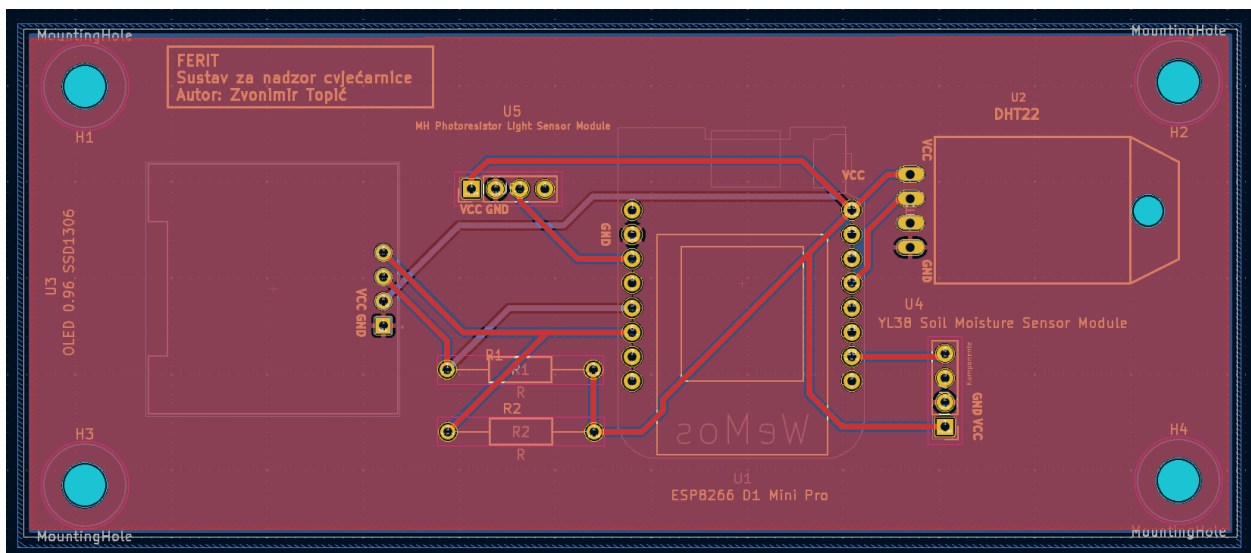 MountingHole
MountingHole
FERIT
Sustav za nadzor cvjećarnice
Autor: Zvonimir Topić
H1
H2
U5
MH Photoresistor Light Sensor Module
U2
DHT22
VCC
VCC
VCC GND
GND
GND
U3
OLED 0.96 SSD1306
VCC GND
U4
YL38 Soil Moisture Sensor Module
Komponente
GND VCC
R1
R1
R
R2
R2
R
WeMos
U1
ESP8266 D1 Mini Pro
H3
H4
MountingHole
MountingHole